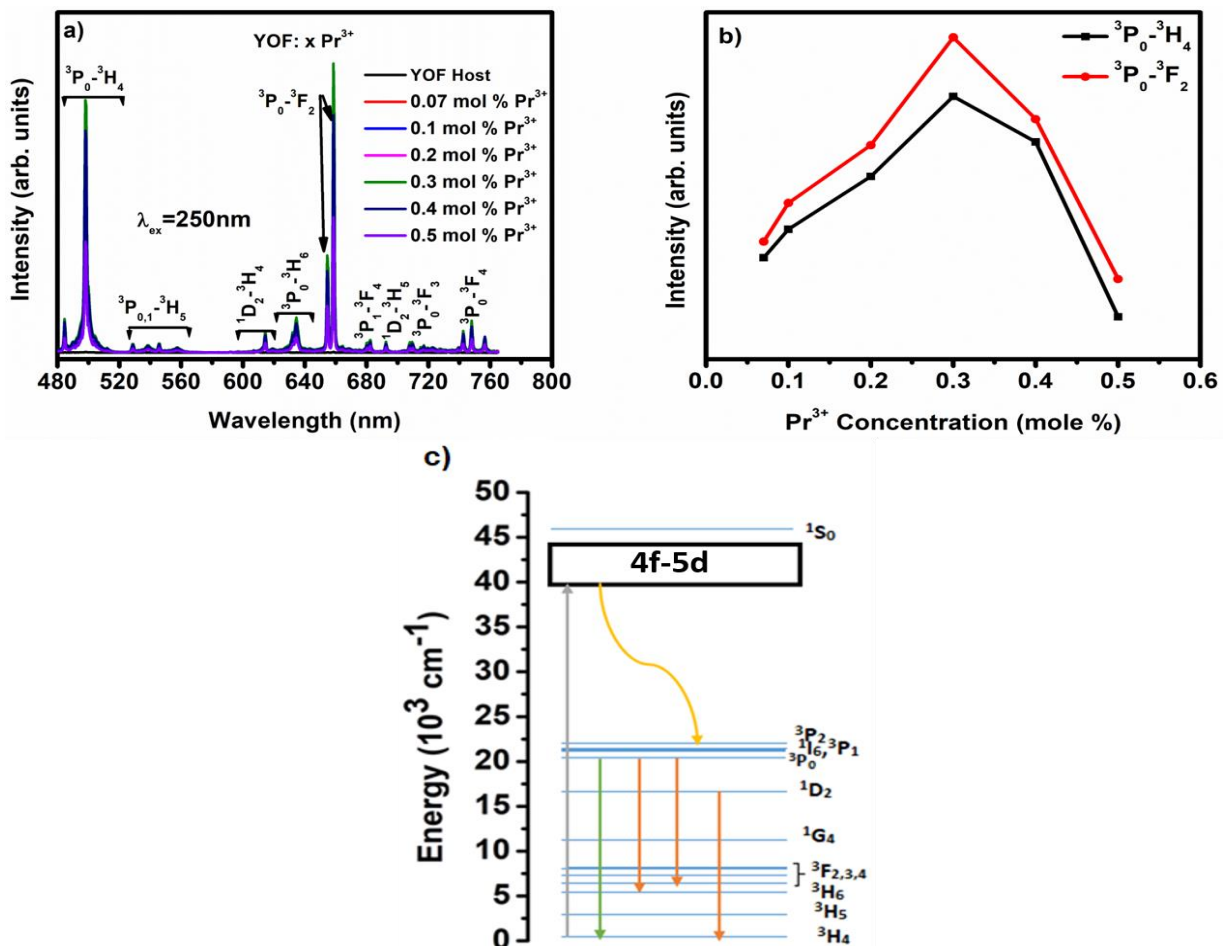 a)
YOF: x Pr³⁺
³P₀-³H₄
³P₀-³F₂
YOF Host
0.07 mol % Pr³⁺
0.1 mol % Pr³⁺
0.2 mol % Pr³⁺
0.3 mol % Pr³⁺
0.4 mol % Pr³⁺
0.5 mol % Pr³⁺
λₑₓ=250nm
³P₀,₁-³H₅
¹D₂-³H₄
³P₀-³H₆
³P₁-³F₄
¹D₂-³H₅
³P₀-³F₃
³P₀-³F₄
Intensity (arb. units)
480 520 560 600 640 680 720 760 800
Wavelength (nm)
b)
³P₀-³H₄
³P₀-³F₂
Intensity (arb. units)
0.0 0.1 0.2 0.3 0.4 0.5 0.6
Pr³⁺ Concentration (mole %)
c)
Energy (10³ cm⁻¹)
50
45
40
35
30
25
20
15
10
5
0
¹S₀
4f-5d
³P₂
¹I₆,³P₁
³P₀
¹D₂
¹G₄
³F₂,₃,₄
³H₆
³H₅
³H₄